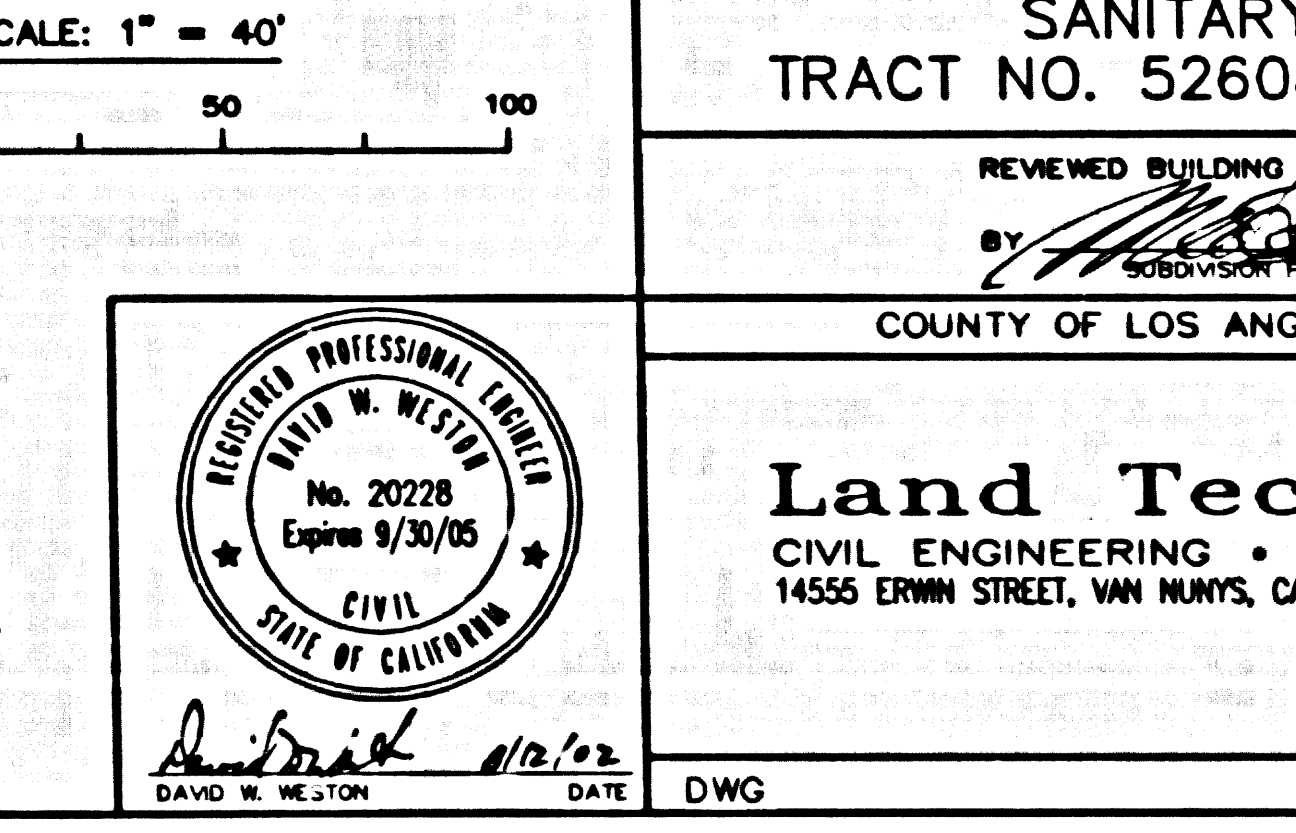 CALE: 1" = 40'
50 100
SANITARY
TRACT NO. 5260
REVIEWED BUILDING
BY
SUBDIVISION
COUNTY OF LOS ANG
REGISTERED PROFESSIONAL ENGINEER
DAVID W. WESTON
No. 20228
Expires 9/30/05
CIVIL
STATE OF CALIFORNIA
Land Tec
CIVIL ENGINEERING •
14555 ERWIN STREET, VAN NUNYS, CA
DAVID W. WESTON DATE
DWG